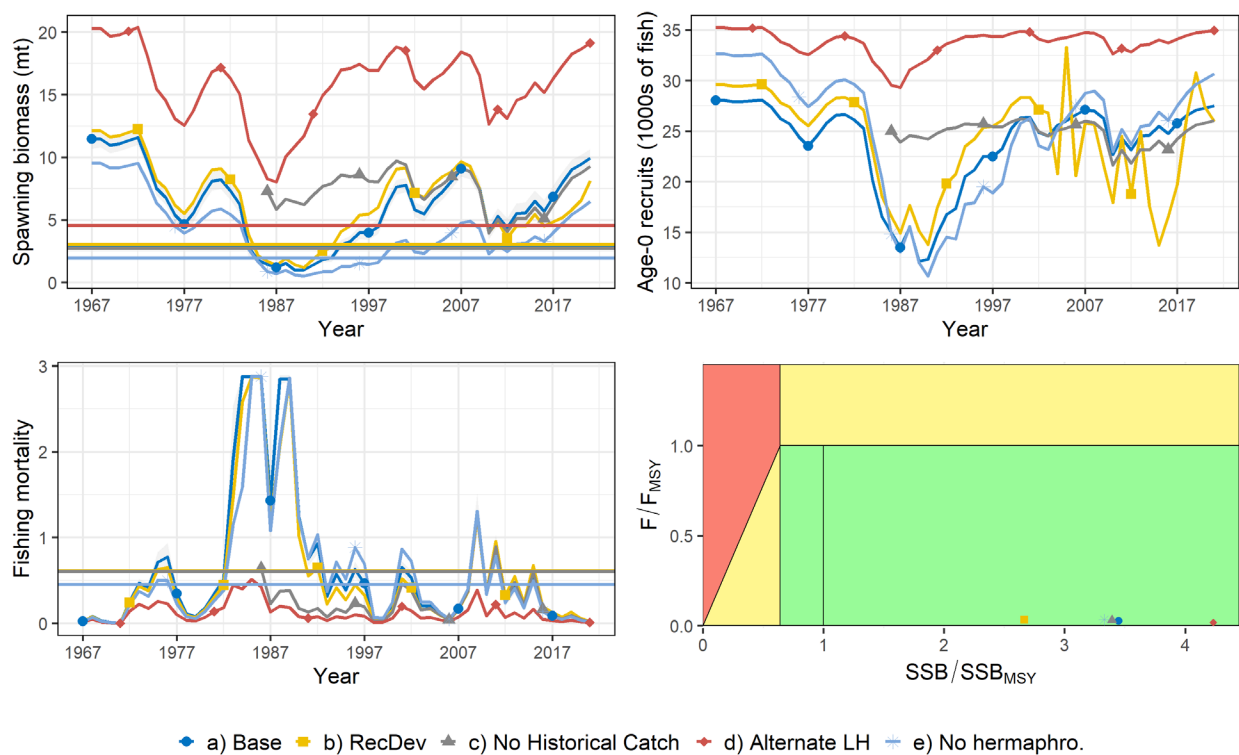 Spawning biomass (mt)
20
15
10
5
0
1967 1977 1987 1997 2007 2017
Year
Age-0 recruits (1000s of fish)
35
30
25
20
15
10
1967 1977 1987 1997 2007 2017
Year
Fishing mortality
3
2
1
0
1967 1977 1987 1997 2007 2017
Year
F/F_MSY
1.0
0.5
0.0
0 1 2 3 4
SSB/SSB_MSY
a) Base b) RecDev c) No Historical Catch d) Alternate LH e) No hermaphro.